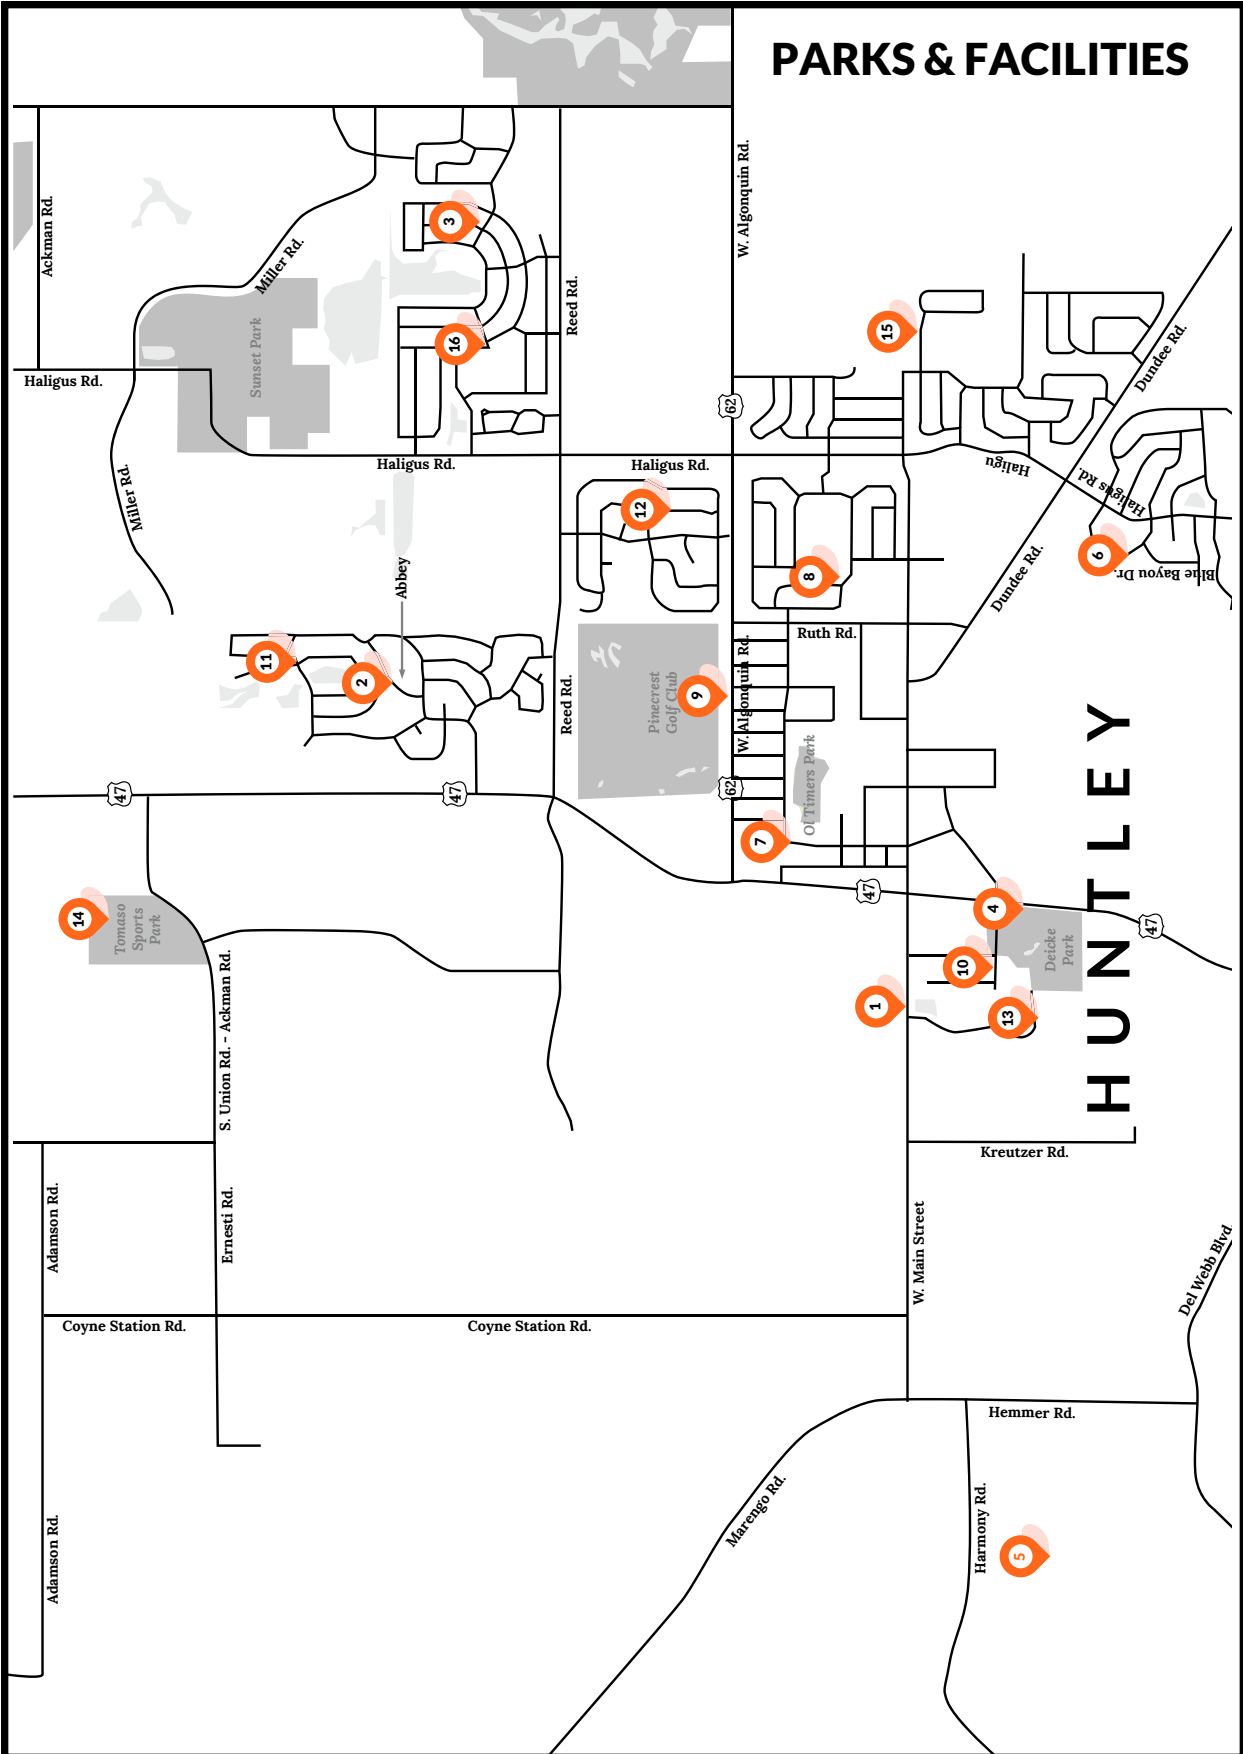 PARKS & FACILITIES
Ackman Rd.
Miller Rd.
W. Algonquin Rd.
3
Reed Rd.
Sunset Park
16
15
Dundee Rd.
Haligus Rd.
62
Haligus Rd.
Haligus Rd.
Haligu
Haligus Rd.
Haligus
Miller Rd.
12
Abbey
8
6
Dundee Rd.
Blue Bayou Dr.
Ruth Rd.
11
2
Reed Rd.
Pinecrest
Golf Club
9
W. Algonquin Rd.
47
47
62
Ol Timers Park
7
HUNTLEY
47
14
Tomaso
Sports
Park
4
47
Deicke
Park
10
1
13
S. Union Rd. - Ackman Rd.
Kreutzer Rd.
Adamson Rd.
Ernesti Rd.
W. Main Street
Del Webb Blvd
Coyne Station Rd.
Coyne Station Rd.
Hemmer Rd.
Marengo Rd.
Harmony Rd.
5
Adamson Rd.